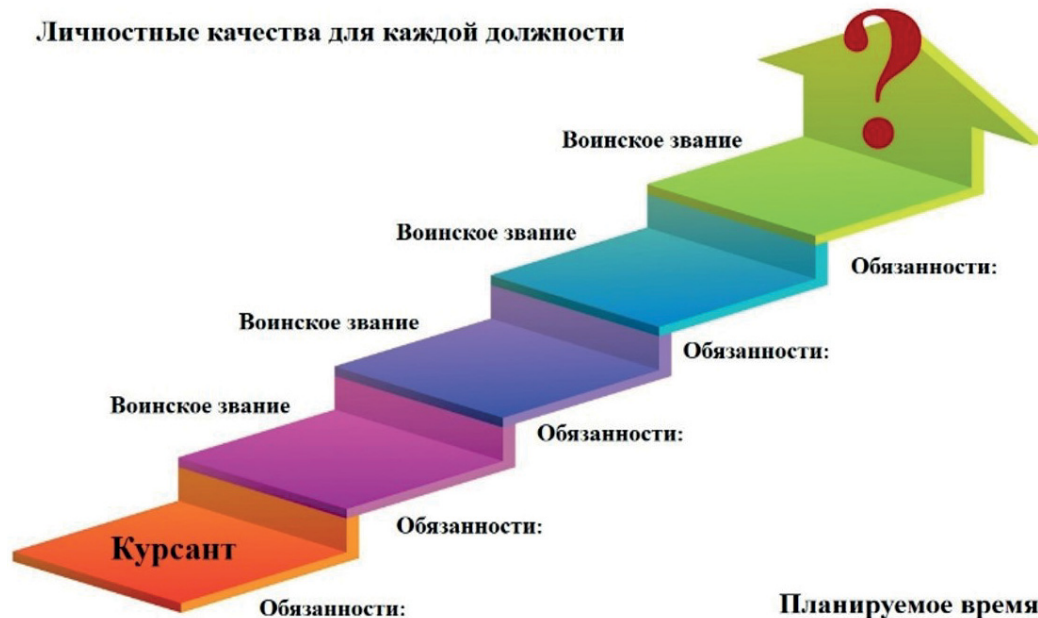 Личностные качества для каждой должности
?
Воинское звание
Воинское звание
Обязанности:
Воинское звание
Обязанности:
Воинское звание
Обязанности:
Обязанности:
Курсант
Обязанности:
Планируемое время